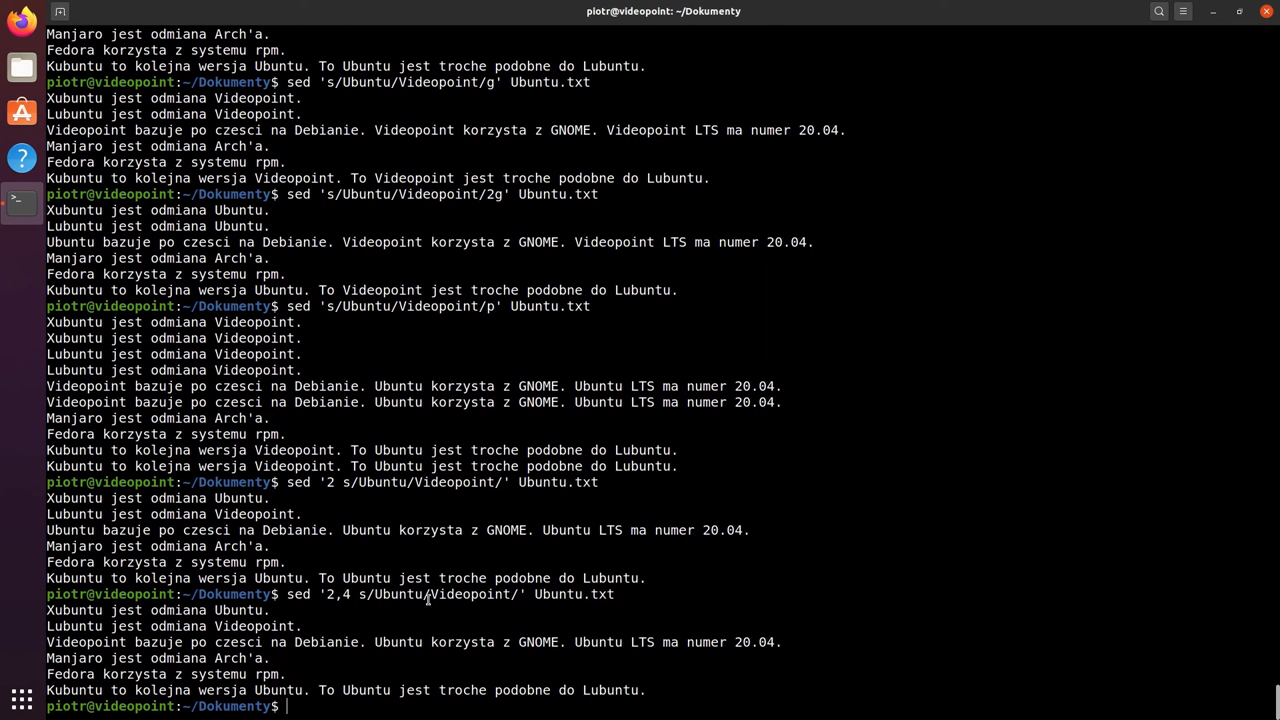 piotr@videopoint: ~/Dokumenty
Manjaro jest odmiana Arch'a.
Fedora korzysta z systemu rpm.
Kubuntu to kolejna wersja Ubuntu. To Ubuntu jest troche podobne do Lubuntu.
piotr@videopoint:~/Dokumenty$ sed 's/Ubuntu/Videopoint/g' Ubuntu.txt
Xubuntu jest odmiana Videopoint.
Lubuntu jest odmiana Videopoint.
Videopoint bazuje po czesci na Debianie. Videopoint korzysta z GNOME. Videopoint LTS ma numer 20.04.
Manjaro jest odmiana Arch'a.
Fedora korzysta z systemu rpm.
Kubuntu to kolejna wersja Videopoint. To Videopoint jest troche podobne do Lubuntu.
piotr@videopoint:~/Dokumenty$ sed 's/Ubuntu/Videopoint/2g' Ubuntu.txt
Xubuntu jest odmiana Ubuntu.
Lubuntu jest odmiana Ubuntu.
Ubuntu bazuje po czesci na Debianie. Videopoint korzysta z GNOME. Videopoint LTS ma numer 20.04.
Manjaro jest odmiana Arch'a.
Fedora korzysta z systemu rpm.
Kubuntu to kolejna wersja Ubuntu. To Videopoint jest troche podobne do Lubuntu.
piotr@videopoint:~/Dokumenty$ sed 's/Ubuntu/Videopoint/p' Ubuntu.txt
Xubuntu jest odmiana Videopoint.
Xubuntu jest odmiana Videopoint.
Lubuntu jest odmiana Videopoint.
Lubuntu jest odmiana Videopoint.
Videopoint bazuje po czesci na Debianie. Ubuntu korzysta z GNOME. Ubuntu LTS ma numer 20.04.
Videopoint bazuje po czesci na Debianie. Ubuntu korzysta z GNOME. Ubuntu LTS ma numer 20.04.
Manjaro jest odmiana Arch'a.
Fedora korzysta z systemu rpm.
Kubuntu to kolejna wersja Videopoint. To Ubuntu jest troche podobne do Lubuntu.
Kubuntu to kolejna wersja Videopoint. To Ubuntu jest troche podobne do Lubuntu.
piotr@videopoint:~/Dokumenty$ sed '2 s/Ubuntu/Videopoint/' Ubuntu.txt
Xubuntu jest odmiana Ubuntu.
Lubuntu jest odmiana Videopoint.
Ubuntu bazuje po czesci na Debianie. Ubuntu korzysta z GNOME. Ubuntu LTS ma numer 20.04.
Manjaro jest odmiana Arch'a.
Fedora korzysta z systemu rpm.
Kubuntu to kolejna wersja Ubuntu. To Ubuntu jest troche podobne do Lubuntu.
piotr@videopoint:~/Dokumenty$ sed '2,4 s/Ubuntu/Videopoint/' Ubuntu.txt
Xubuntu jest odmiana Ubuntu.
Lubuntu jest odmiana Videopoint.
Videopoint bazuje po czesci na Debianie. Ubuntu korzysta z GNOME. Ubuntu LTS ma numer 20.04.
Manjaro jest odmiana Arch'a.
Fedora korzysta z systemu rpm.
Kubuntu to kolejna wersja Ubuntu. To Ubuntu jest troche podobne do Lubuntu.
piotr@videopoint:~/Dokumenty$